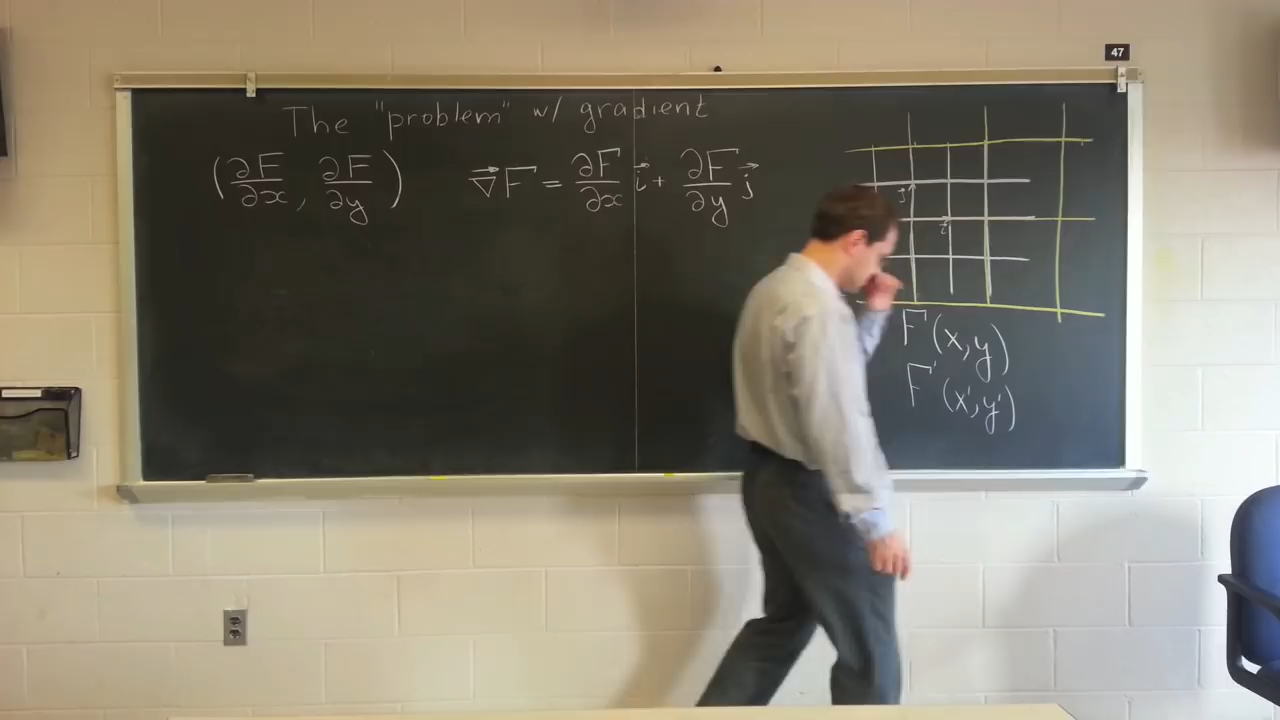 47
The "problem" w/ gradient
(∂F/∂x, ∂F/∂y)
∇⃗F = ∂F/∂x i⃗ + ∂F/∂y j⃗
j
i
F(x,y)
F'(x',y')